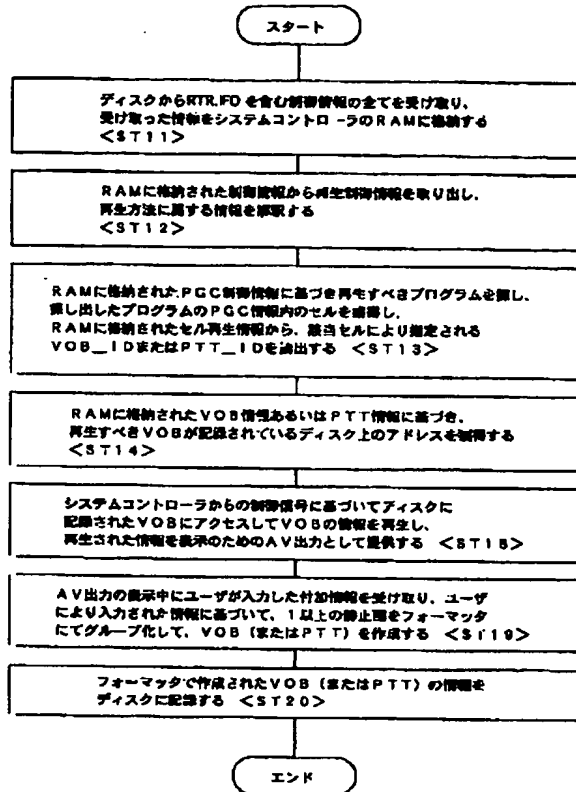 スタート
ディスクからRTR.IFO を含む制御情報の全てを受け取り、
受け取った情報をシステムコントローラのRAMに格納する
<ST11>
RAMに格納された制御情報から再生制御情報を取り出し、
再生方法に関する情報を解釈する
<ST12>
RAMに格納されたPGC制御情報に基づき再生すべきプログラムを探し、
探し出したプログラムのPGC情報内のセルを獲得し、
RAMに格納されたセル再生情報から、該当セルにより指定される
VOB_IDまたはPTT_IDを読出する <ST13>
RAMに格納されたVOB情報あるいはPTT情報に基づき、
再生すべきVOBが記録されているディスク上のアドレスを獲得する
<ST14>
システムコントローラからの制御信号に基づいてディスクに
記録されたVOBにアクセスしてVOBの情報を再生し、
再生された情報を表示のためのAV出力として提供する <ST15>
AV出力の表示中にユーザが入力した付加情報を受け取り、ユーザ
により入力された情報に基づいて、1以上の静止画をフォーマッタ
にてグループ化して、VOB(またはPTT)を作成する <ST19>
フォーマッタで作成されたVOB(またはPTT)の情報を
ディスクに記録する <ST20>
エンド